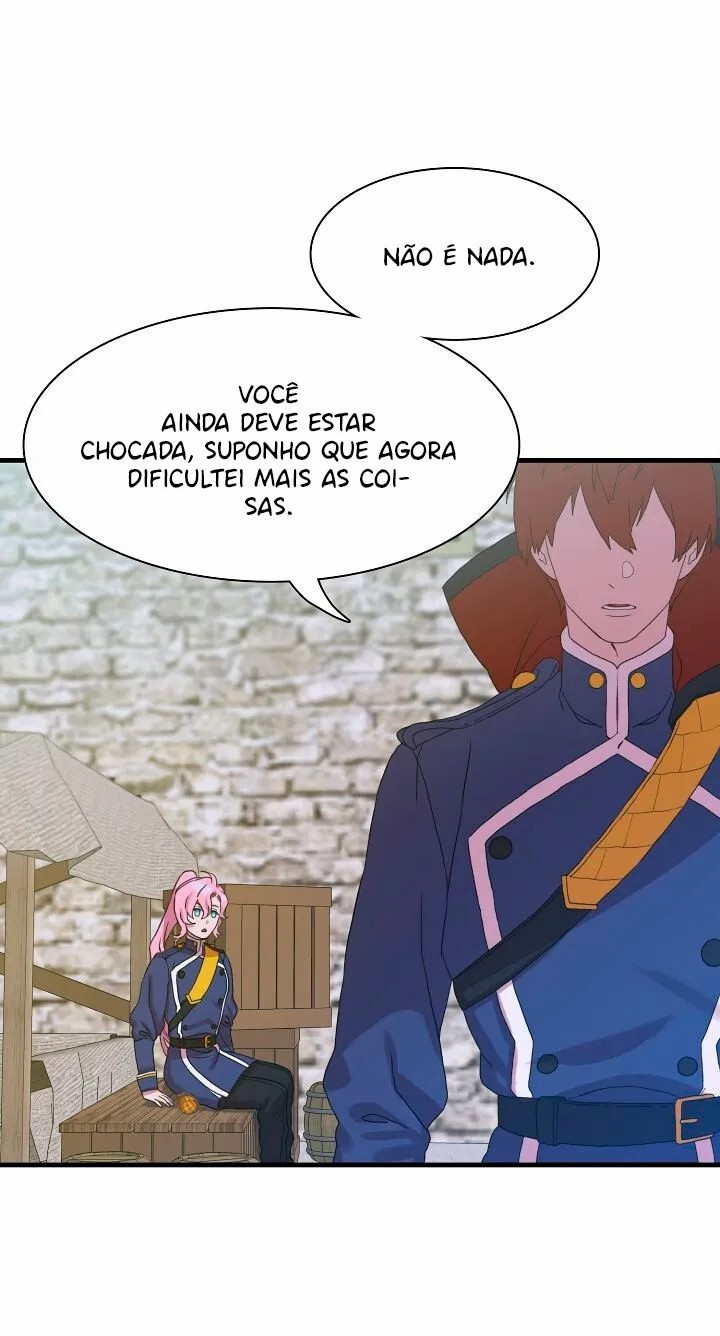 NÃO É NADA.
VOCÊ
AINDA DEVE ESTAR
CHOCADA, SUPONHO QUE AGORA
DIFICULTEI MAIS AS COI-
SAS.